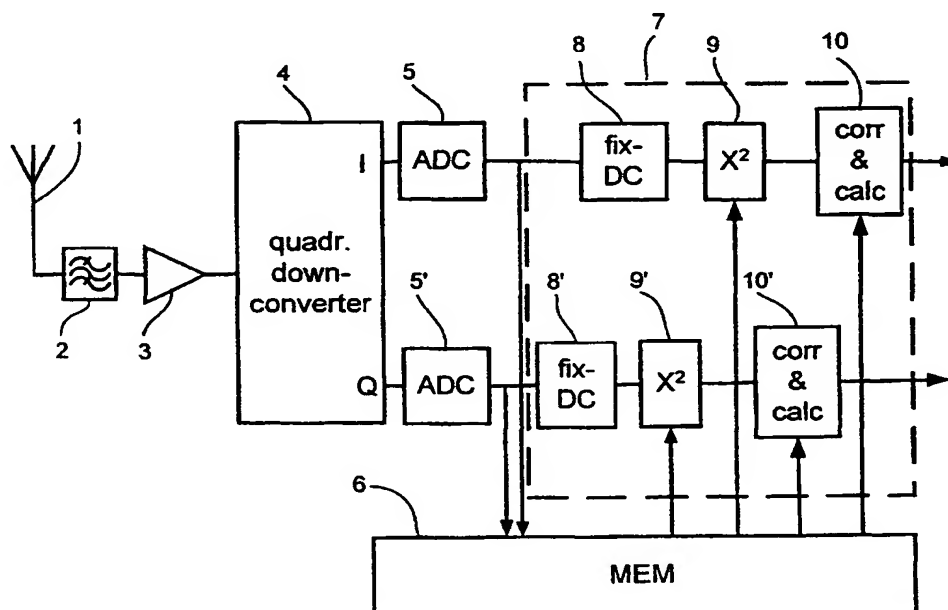 7
8
9
10
4
5
1
I
ADC
fix-
DC
X²
corr
&
calc
quadr.
down-
converter
2
3
5'
8'
9'
10'
Q
ADC
fix-
DC
X²
corr
&
calc
6
MEM